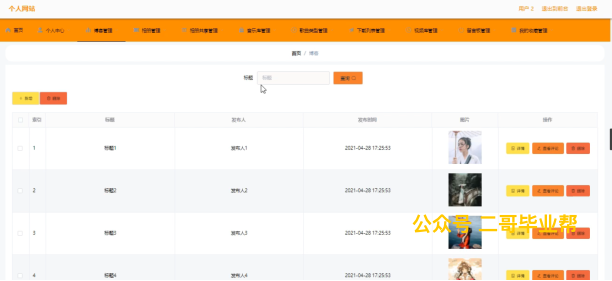 个人网站
用户 2 退出到前台 退出登录
首页 个人中心 博客管理 相册管理 相册共享管理 音乐库管理 歌曲类型管理 下载列表管理 视频库管理 留言板管理 我的收藏管理
首页 / 博客
标题 标题 查询
新增 删除
索引 标题 发布人 发布时间 图片 操作
1 标题1 发布人1 2021-04-28 17:25:53 详情 查看评论 删除
2 标题2 发布人2 2021-04-28 17:25:53 详情 查看评论 删除
公众号 二哥毕业帮
3 标题3 发布人3 2021-04-28 17:25:53
4 标题4 发布人4 2021-04-28 17:25:53 详情 查看评论 删除